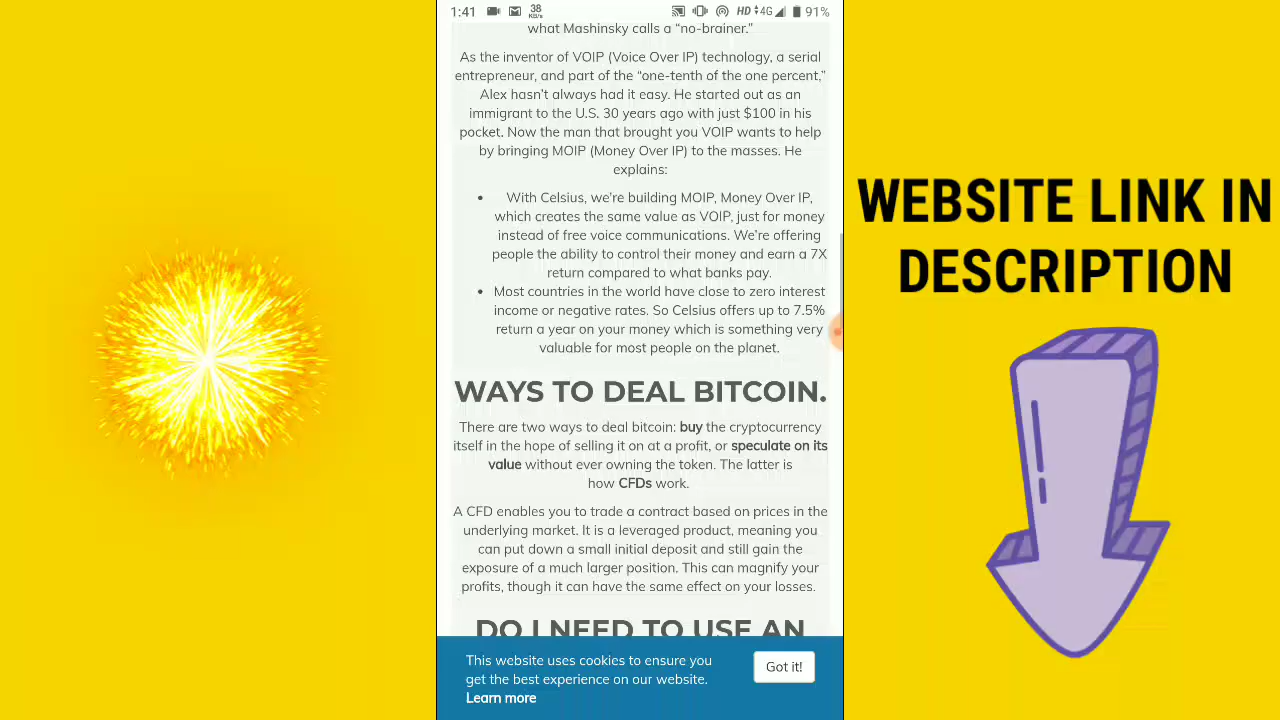 1:41
38
KB/s
HD 4G 91%
what Mashinsky calls a “no-brainer.”
As the inventor of VOIP (Voice Over IP) technology, a serial
entrepreneur, and part of the “one-tenth of the one percent,”
Alex hasn’t always had it easy. He started out as an
immigrant to the U.S. 30 years ago with just $100 in his
pocket. Now the man that brought you VOIP wants to help
by bringing MOIP (Money Over IP) to the masses. He
explains:
With Celsius, we’re building MOIP, Money Over IP,
which creates the same value as VOIP, just for money
instead of free voice communications. We’re offering
people the ability to control their money and earn a 7X
return compared to what banks pay.
Most countries in the world have close to zero interest
income or negative rates. So Celsius offers up to 7.5%
return a year on your money which is something very
valuable for most people on the planet.
WAYS TO DEAL BITCOIN.
There are two ways to deal bitcoin: buy the cryptocurrency
itself in the hope of selling it on at a profit, or speculate on its
value without ever owning the token. The latter is
how CFDs work.
A CFD enables you to trade a contract based on prices in the
underlying market. It is a leveraged product, meaning you
can put down a small initial deposit and still gain the
exposure of a much larger position. This can magnify your
profits, though it can have the same effect on your losses.
DO I NEED TO USE AN
This website uses cookies to ensure you
get the best experience on our website.
Learn more
Got it!
WEBSITE LINK IN
DESCRIPTION